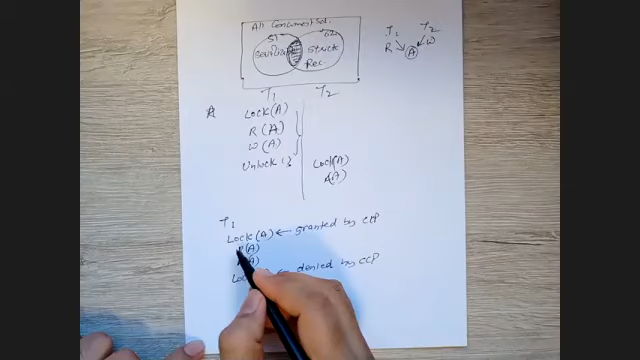 All Concurrent Sch.
S1 S2
Conflict Strict
Rec.
T1 T2
R A W
T1 T2
Lock(A)
R(A)
W(A)
Unlock
Lock(A)
R(A)
T1
Lock(A) ← granted by CCP
(A)
(A)
Lo ← denied by CCP